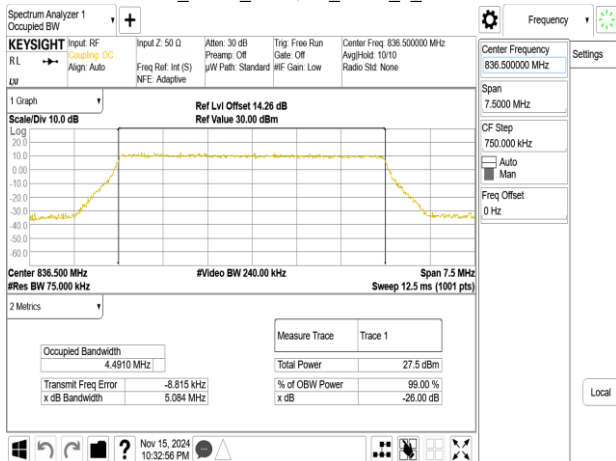 Spectrum Analyzer 1
Occupied BW
Frequency
KEYSIGHT
RL
Input: RF
Coupling: DC
Align: Auto
Input Z: 50 Ω
Freq Ref: Int (S)
NFE: Adaptive
Atten: 30 dB
Preamp: Off
µW Path: Standard
Trig: Free Run
Gate: Off
#IF Gain: Low
Center Freq: 836.500000 MHz
Avg|Hold: 10/10
Radio Std: None
Center Frequency
836.500000 MHz
Settings
Span
7.5000 MHz
CF Step
750.000 kHz
Auto
Man
Freq Offset
0 Hz
Local
1 Graph
Scale/Div 10.0 dB
Ref Lvl Offset 14.26 dB
Ref Value 30.00 dBm
Log
20.0
10.0
0.00
-10.0
-20.0
-30.0
-40.0
-50.0
-60.0
Center 836.500 MHz
#Res BW 75.000 kHz
#Video BW 240.00 kHz
Span 7.5 MHz
Sweep 12.5 ms (1001 pts)
2 Metrics
Measure Trace Trace 1
Occupied Bandwidth
4.4910 MHz
Total Power 27.5 dBm
Transmit Freq Error -8.815 kHz
% of OBW Power 99.00 %
x dB Bandwidth 5.084 MHz
x dB -26.00 dB
?
Nov 15, 2024
10:32:56 PM